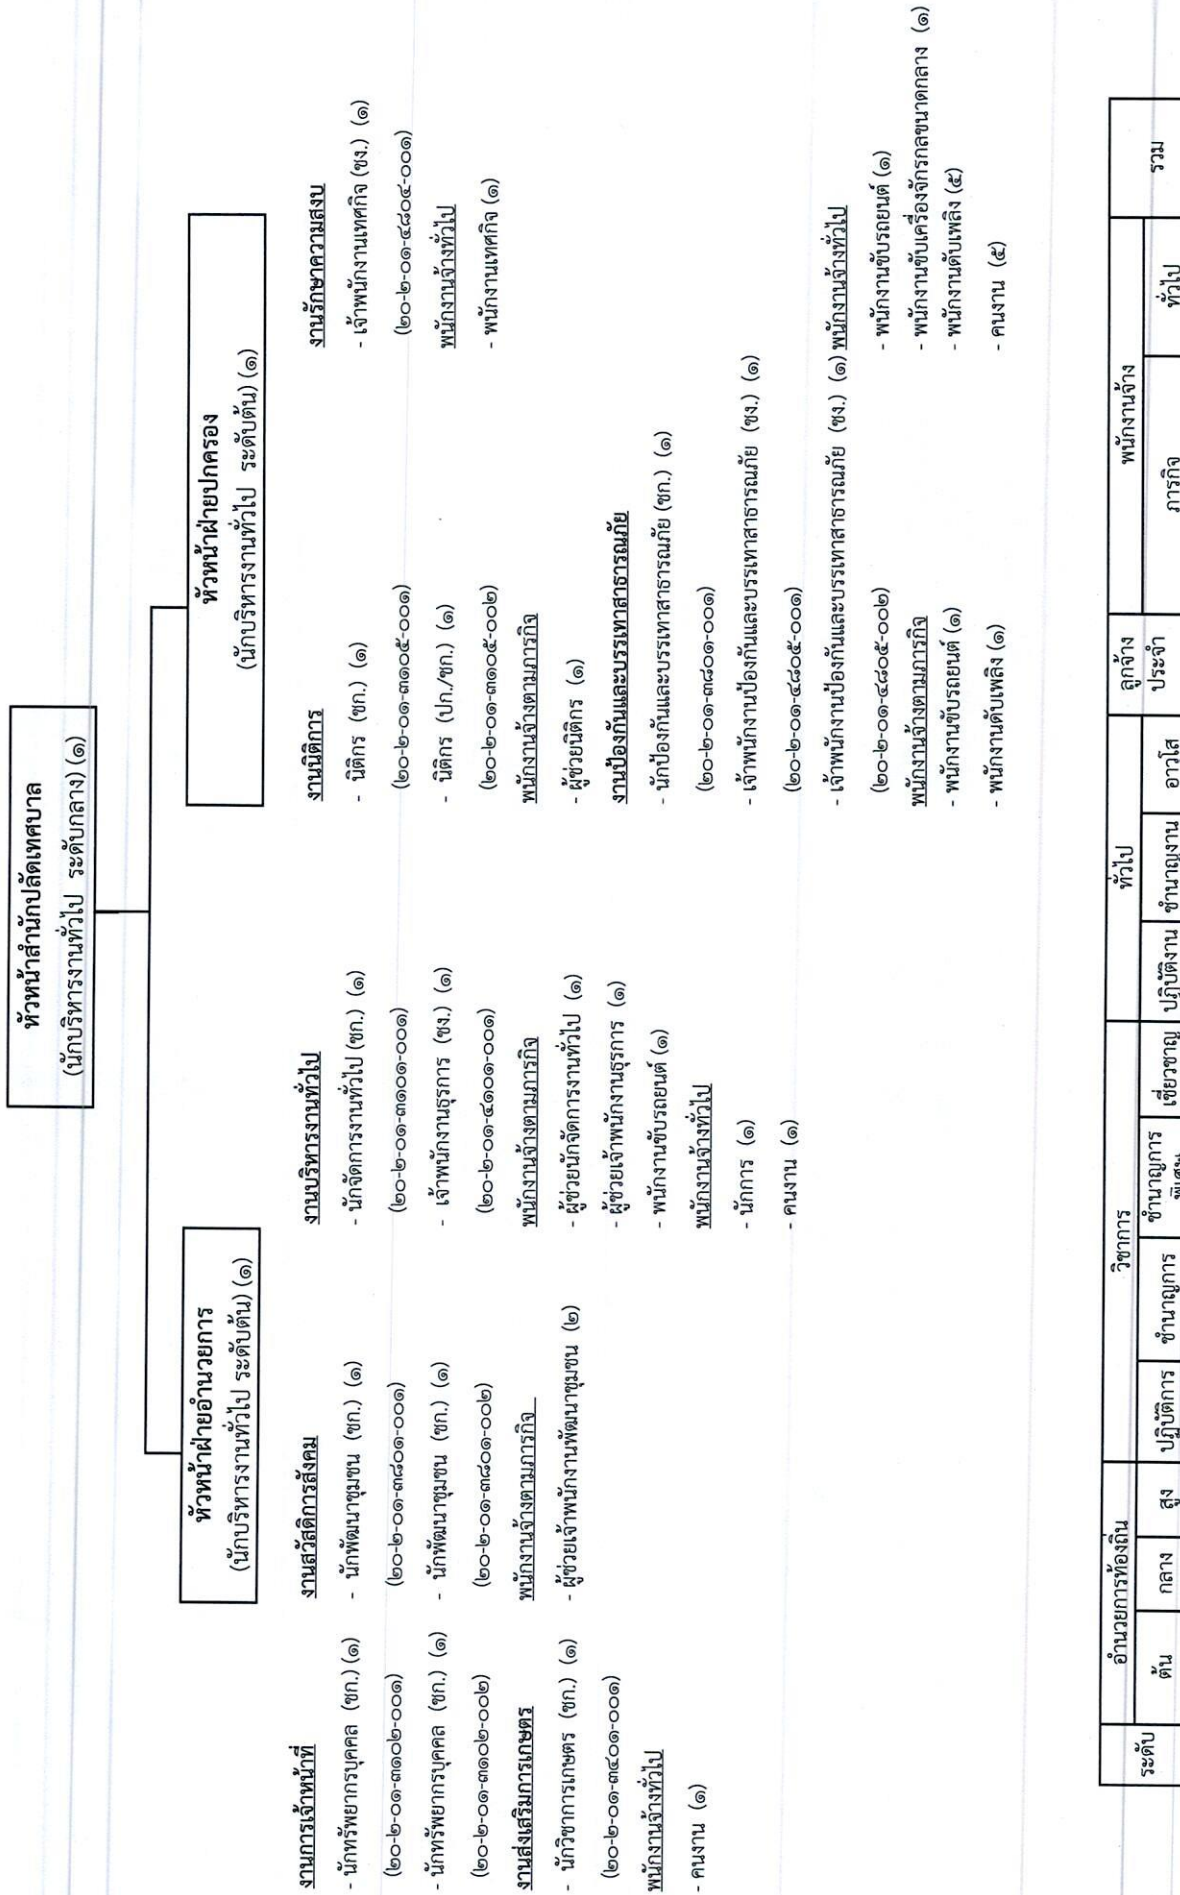 หัวหน้าสำนักปลัดเทศบาล
(นักบริหารงานทั่วไป ระดับกลาง) (๑)
หัวหน้าฝ่ายอำนวยการ
(นักบริหารงานทั่วไป ระดับต้น) (๑)
หัวหน้าฝ่ายปกครอง
(นักบริหารงานทั่วไป ระดับต้น) (๑)
งานการเจ้าหน้าที่
- นักทรัพยากรบุคคล (ชก.) (๑)
(๒๐-๒-๐๑-๓๑๐๒-๐๐๑)
- นักทรัพยากรบุคคล (ชก.) (๑)
(๒๐-๒-๐๑-๓๑๐๒-๐๐๒)
งานส่งเสริมการเกษตร
- นักวิชาการเกษตร (ชก.) (๑)
(๒๐-๒-๐๑-๓๔๐๑-๐๐๑)
พนักงานจ้างทั่วไป
- คนงาน (๑)
งานสวัสดิการสังคม
- นักพัฒนาชุมชน (ชก.) (๑)
(๒๐-๒-๐๑-๓๘๐๑-๐๐๑)
- นักพัฒนาชุมชน (ชก.) (๑)
(๒๐-๒-๐๑-๓๘๐๑-๐๐๒)
พนักงานจ้างตามภารกิจ
- ผู้ช่วยเจ้าพนักงานพัฒนาชุมชน (๒)
งานบริหารงานทั่วไป
- นักจัดการงานทั่วไป (ชก.) (๑)
(๒๐-๒-๐๑-๓๑๐๑-๐๐๑)
- เจ้าพนักงานธุรการ (ชง.) (๑)
(๒๐-๒-๐๑-๔๑๐๑-๐๐๑)
พนักงานจ้างตามภารกิจ
- ผู้ช่วยนักจัดการงานทั่วไป (๑)
- ผู้ช่วยเจ้าพนักงานธุรการ (๑)
- พนักงานขับรถยนต์ (๑)
พนักงานจ้างทั่วไป
- นักการ (๑)
- คนงาน (๑)
งานนิติการ
- นิติกร (ชก.) (๑)
(๒๐-๒-๐๑-๓๑๐๕-๐๐๑)
- นิติกร (ปก./ชก.) (๑)
(๒๐-๒-๐๑-๓๑๐๕-๐๐๒)
พนักงานจ้างตามภารกิจ
- ผู้ช่วยนิติกร (๑)
งานป้องกันและบรรเทาสาธารณภัย
- นักป้องกันและบรรเทาสาธารณภัย (ชก.) (๑)
(๒๐-๒-๐๑-๓๘๐๑-๐๐๑)
- เจ้าพนักงานป้องกันและบรรเทาสาธารณภัย (ชง.) (๑)
(๒๐-๒-๐๑-๔๘๐๕-๐๐๑)
- เจ้าพนักงานป้องกันและบรรเทาสาธารณภัย (ชง.) (๑)
(๒๐-๒-๐๑-๔๘๐๕-๐๐๒)
พนักงานจ้างตามภารกิจ
- พนักงานขับรถยนต์ (๑)
- พนักงานดับเพลิง (๑)
งานรักษาความสงบ
- เจ้าพนักงานเทศกิจ (ชง.) (๑)
(๒๐-๒-๐๑-๔๘๐๔-๐๐๑)
พนักงานจ้างทั่วไป
- พนักงานเทศกิจ (๑)
พนักงานจ้างทั่วไป
- พนักงานขับรถยนต์ (๑)
- พนักงานขับเครื่องจักรกลขนาดกลาง (๑)
- พนักงานดับเพลิง (๕)
- คนงาน (๕)
ระดับ อำนวยการท้องถิ่น วิชาการ ทั่วไป ลูกจ้างประจำ พนักงานจ้าง รวม
ต้น กลาง สูง ปฏิบัติการ ชำนาญการ ชำนาญการพิเศษ เชี่ยวชาญ ปฏิบัติงาน ชำนาญงาน อาวุโส ภารกิจ ทั่วไป